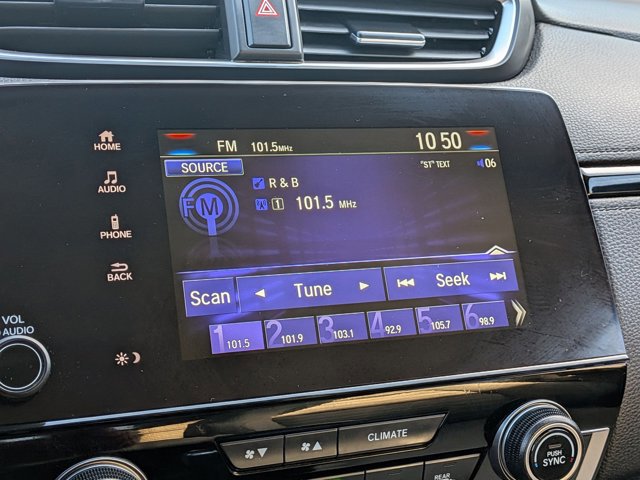 FM 101.5MHz 10 50
SOURCE "ST" TEXT 06
R & B
FM 1 101.5 MHz
Scan Tune Seek
1 101.5 2 101.9 3 103.1 4 92.9 5 105.7 6 98.9
HOME
AUDIO
PHONE
BACK
VOL
AUDIO
CLIMATE
PUSH
SYNC
REAR